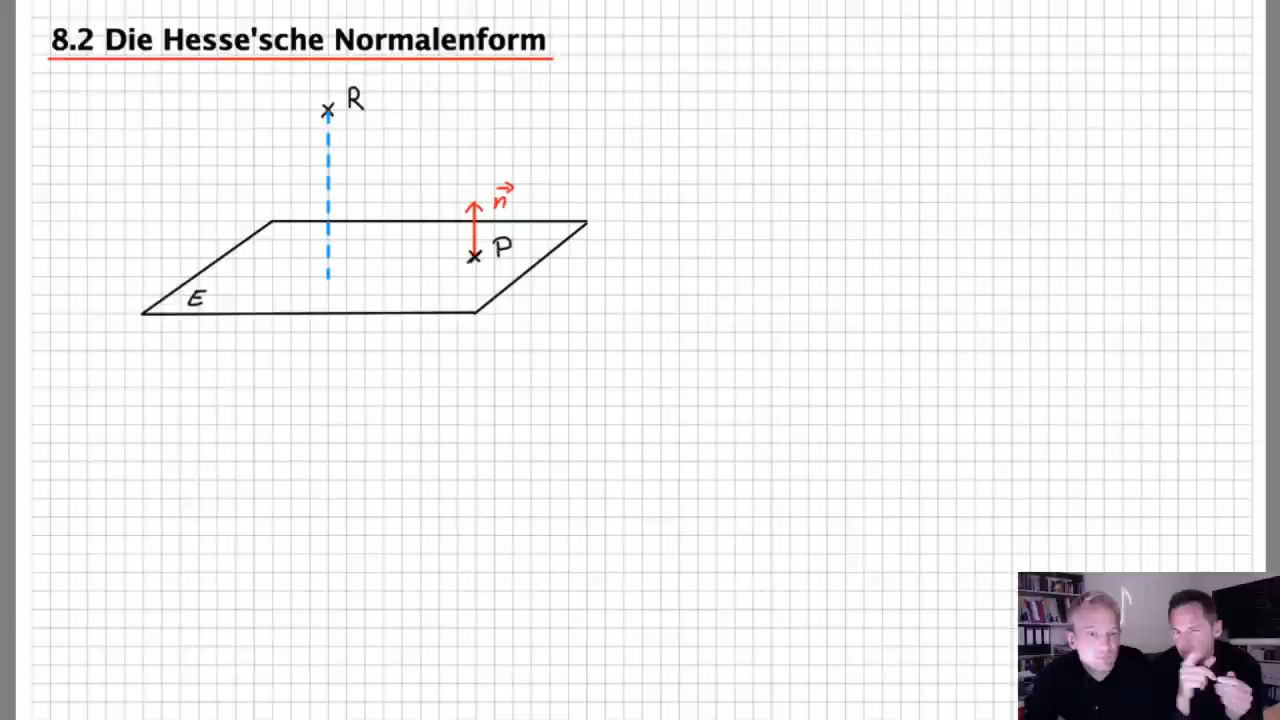 8.2 Die Hesse'sche Normalenform
R
n⃗
P
E